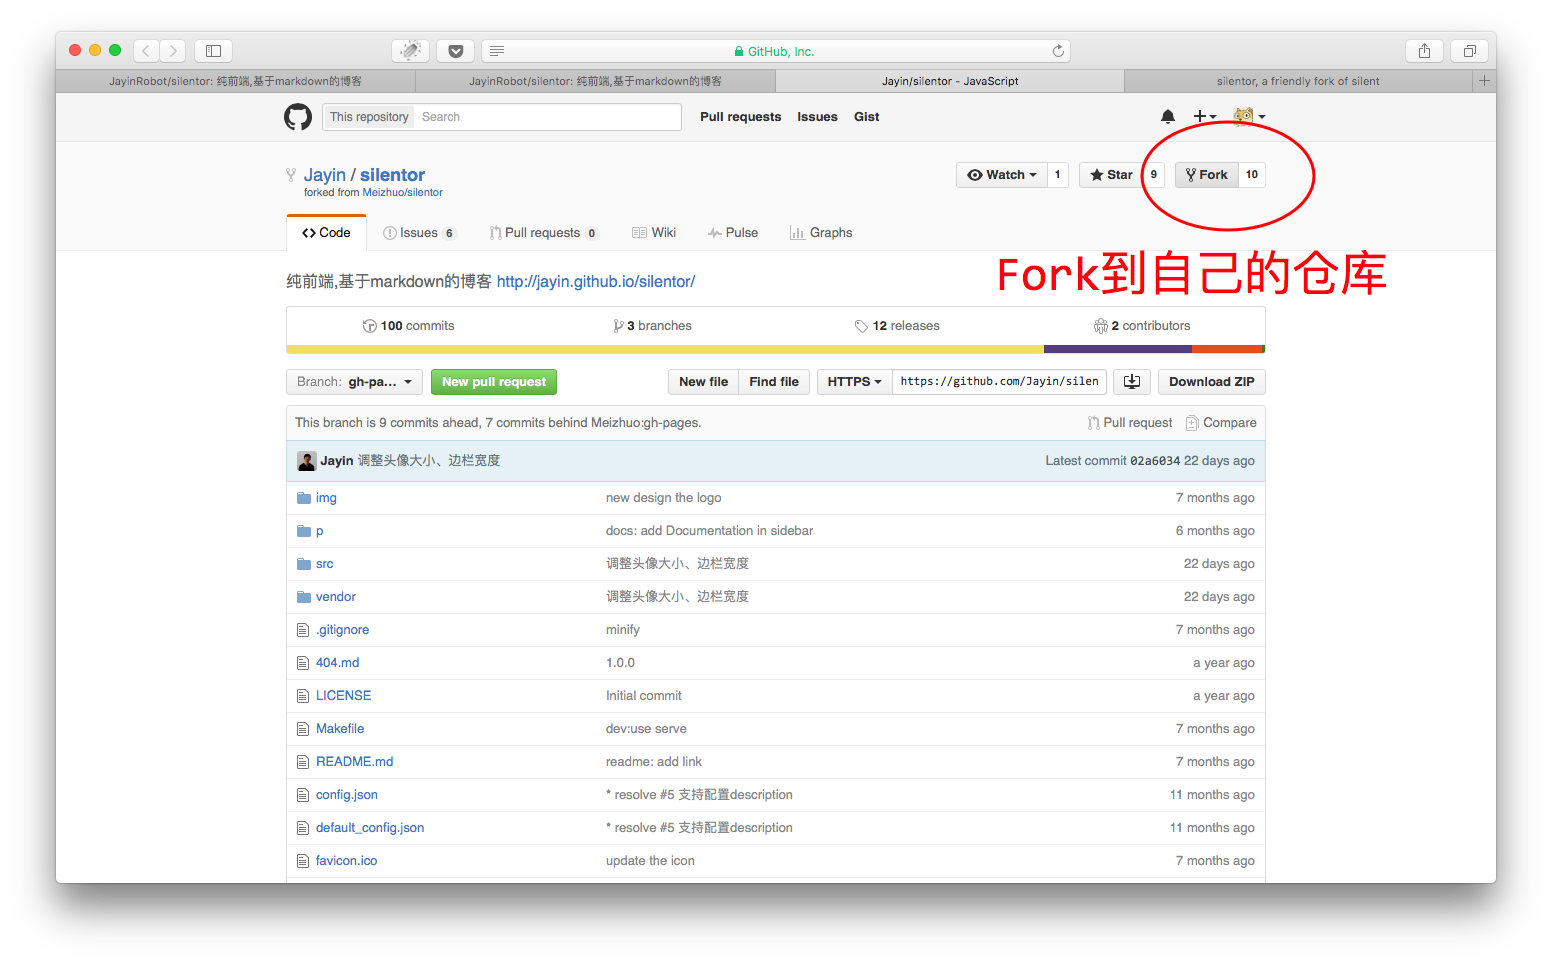 GitHub, Inc.
JayinRobot/silentor: 纯前端,基于markdown的博客
JayinRobot/silentor: 纯前端,基于markdown的博客
Jayin/silentor - JavaScript
silentor, a friendly fork of silent
This repository Search
Pull requests Issues Gist
Jayin / silentor
forked from Meizhuo/silentor
Watch 1 Star 9 Fork 10
Code Issues 6 Pull requests 0 Wiki Pulse Graphs
Fork到自己的仓库
纯前端,基于markdown的博客 http://jayin.github.io/silentor/
100 commits 3 branches 12 releases 2 contributors
Branch: gh-pa... New pull request New file Find file HTTPS https://github.com/Jayin/silen Download ZIP
This branch is 9 commits ahead, 7 commits behind Meizhuo:gh-pages. Pull request Compare
Jayin 调整头像大小、边栏宽度 Latest commit 02a6034 22 days ago
img new design the logo 7 months ago
p docs: add Documentation in sidebar 6 months ago
src 调整头像大小、边栏宽度 22 days ago
vendor 调整头像大小、边栏宽度 22 days ago
.gitignore minify 7 months ago
404.md 1.0.0 a year ago
LICENSE Initial commit a year ago
Makefile dev:use serve 7 months ago
README.md readme: add link 7 months ago
config.json * resolve #5 支持配置description 11 months ago
default_config.json * resolve #5 支持配置description 11 months ago
favicon.ico update the icon 7 months ago